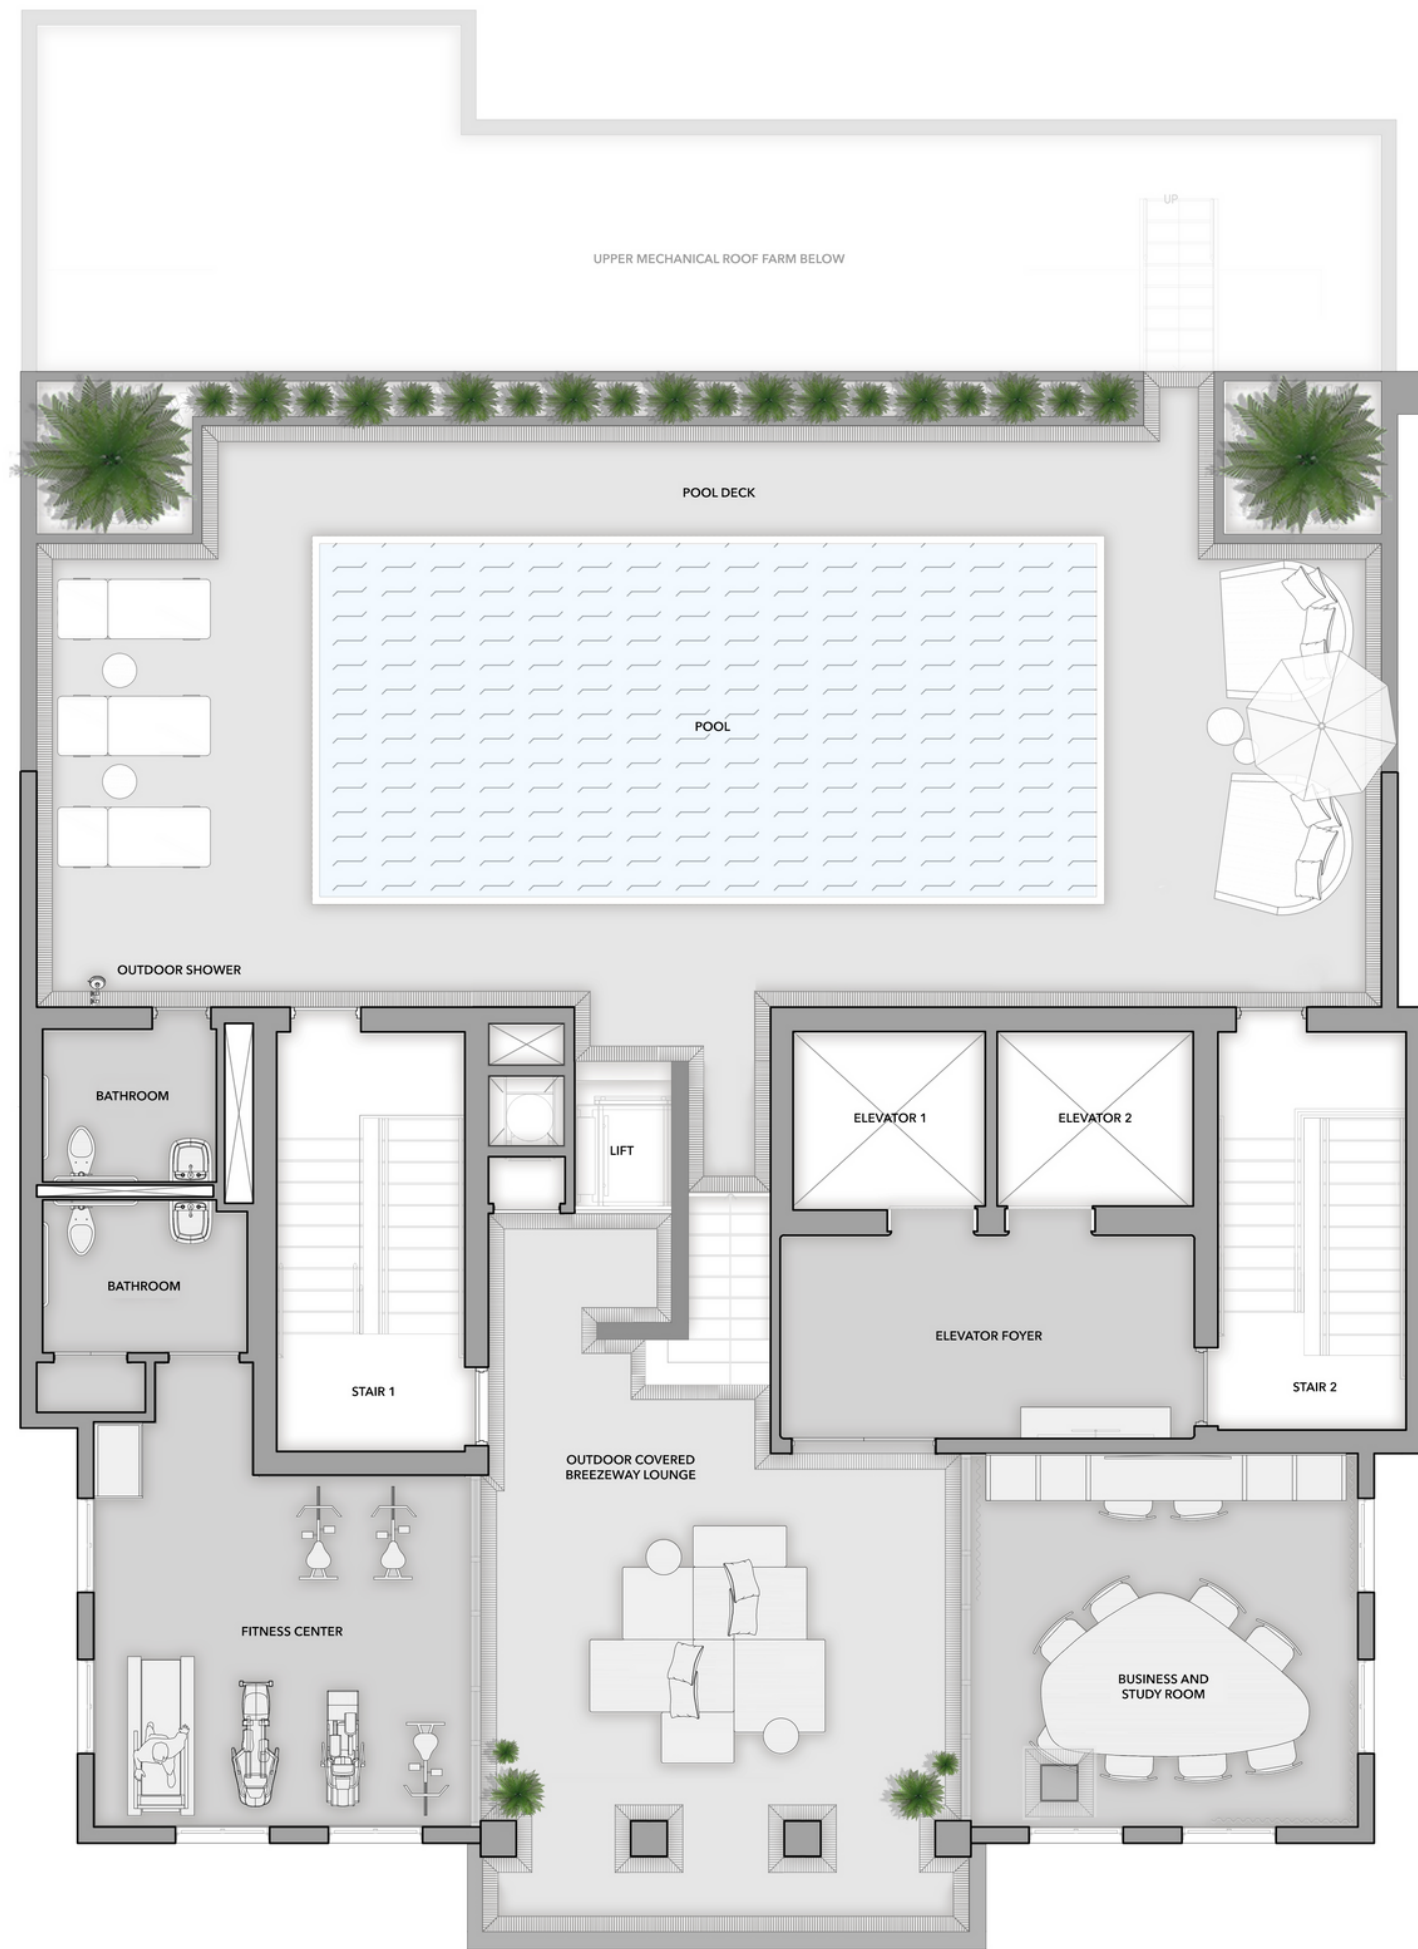 UP
UPPER MECHANICAL ROOF FARM BELOW
POOL DECK
POOL
OUTDOOR SHOWER
BATHROOM
ELEVATOR 1
ELEVATOR 2
LIFT
BATHROOM
ELEVATOR FOYER
STAIR 1
STAIR 2
OUTDOOR COVERED
BREEZEWAY LOUNGE
FITNESS CENTER
BUSINESS AND
STUDY ROOM